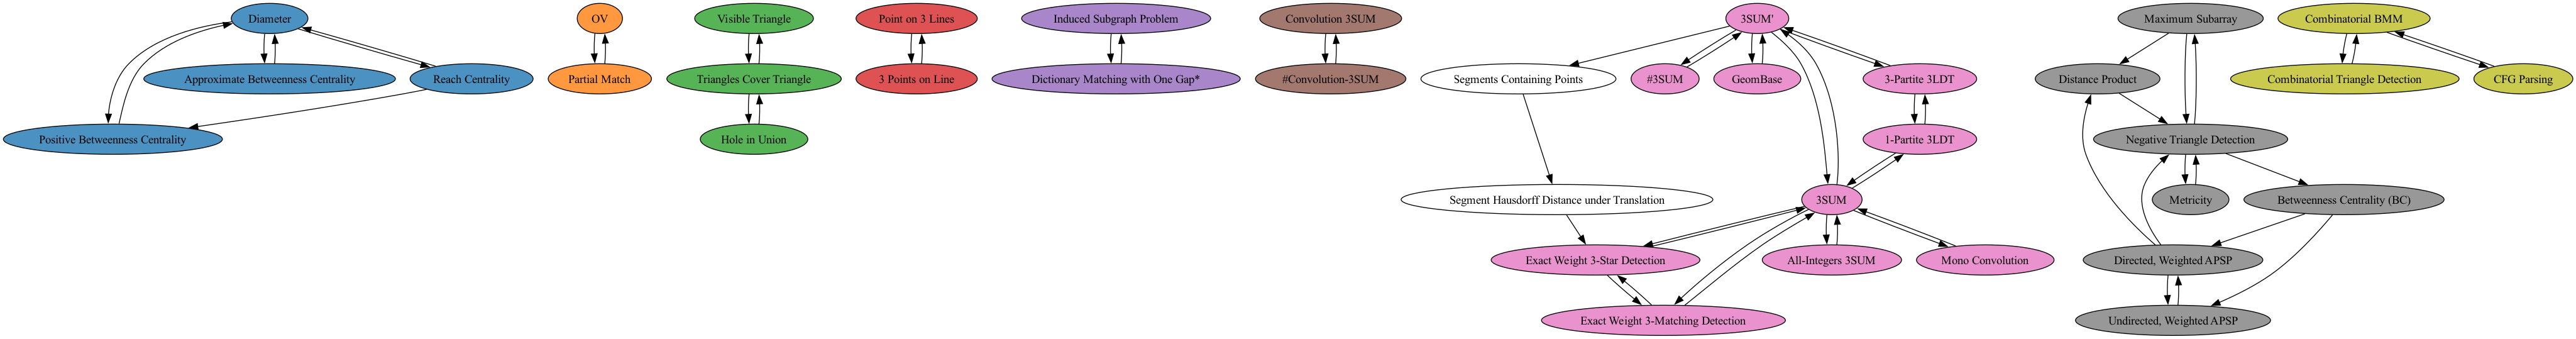 Diameter
OV
Visible Triangle
Point on 3 Lines
Induced Subgraph Problem
Convolution 3SUM
3SUM'
Maximum Subarray
Combinatorial BMM
Approximate Betweenness Centrality
Reach Centrality
Partial Match
Triangles Cover Triangle
3 Points on Line
Dictionary Matching with One Gap*
#Convolution-3SUM
Segments Containing Points
#3SUM
GeomBase
3-Partite 3LDT
Distance Product
Combinatorial Triangle Detection
CFG Parsing
Positive Betweenness Centrality
Hole in Union
1-Partite 3LDT
Negative Triangle Detection
Segment Hausdorff Distance under Translation
3SUM
Metricity
Betweenness Centrality (BC)
Exact Weight 3-Star Detection
All-Integers 3SUM
Mono Convolution
Directed, Weighted APSP
Exact Weight 3-Matching Detection
Undirected, Weighted APSP